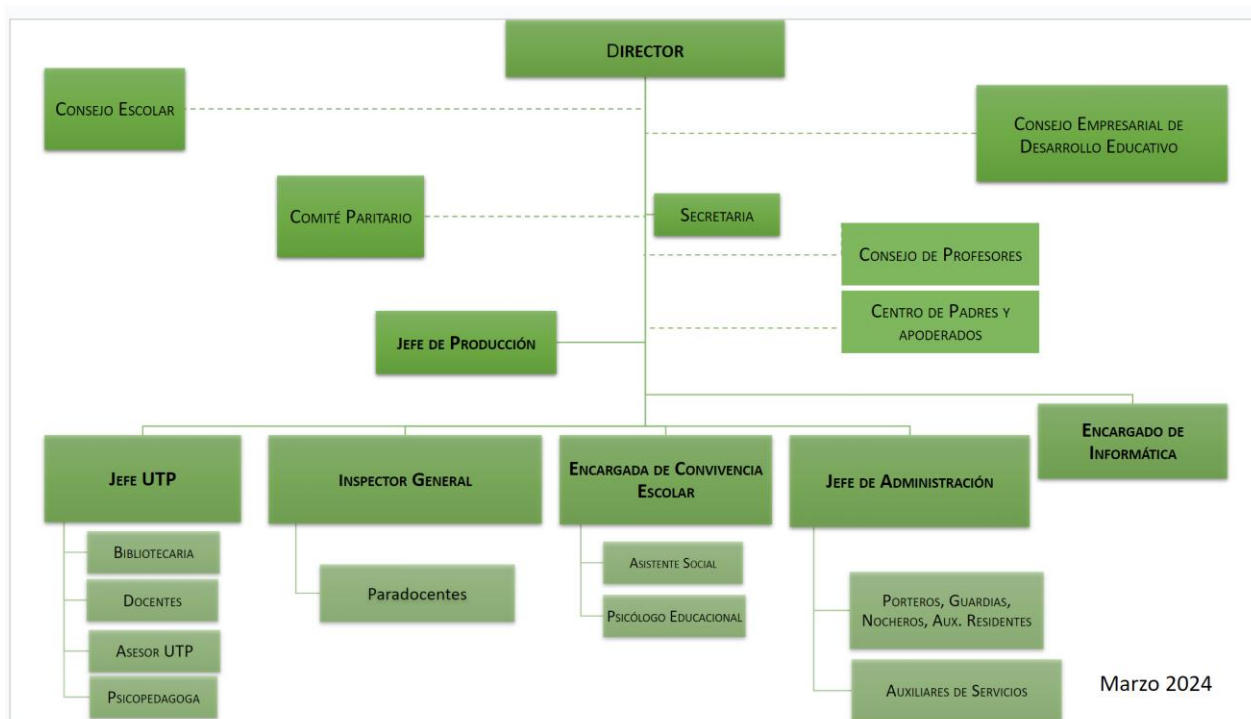 DIRECTOR
CONSEJO ESCOLAR
CONSEJO EMPRESARIAL DE
DESARROLLO EDUCATIVO
COMITÉ PARITARIO
SECRETARIA
CONSEJO DE PROFESORES
CENTRO DE PADRES Y
APODERADOS
JEFE DE PRODUCCIÓN
ENCARGADO DE
INFORMÁTICA
JEFE UTP
INSPECTOR GENERAL
ENCARGADA DE CONVIVENCIA
ESCOLAR
JEFE DE ADMINISTRACIÓN
BIBLIOTECARIA
DOCENTES
ASESOR UTP
PSICOPEDAGOGA
Paradocentes
ASISTENTE SOCIAL
PSICÓLOGO EDUCACIONAL
PORTEROS, GUARDIAS,
NOCHEROS, AUX. RESIDENTES
AUXILIARES DE SERVICIOS
Marzo 2024